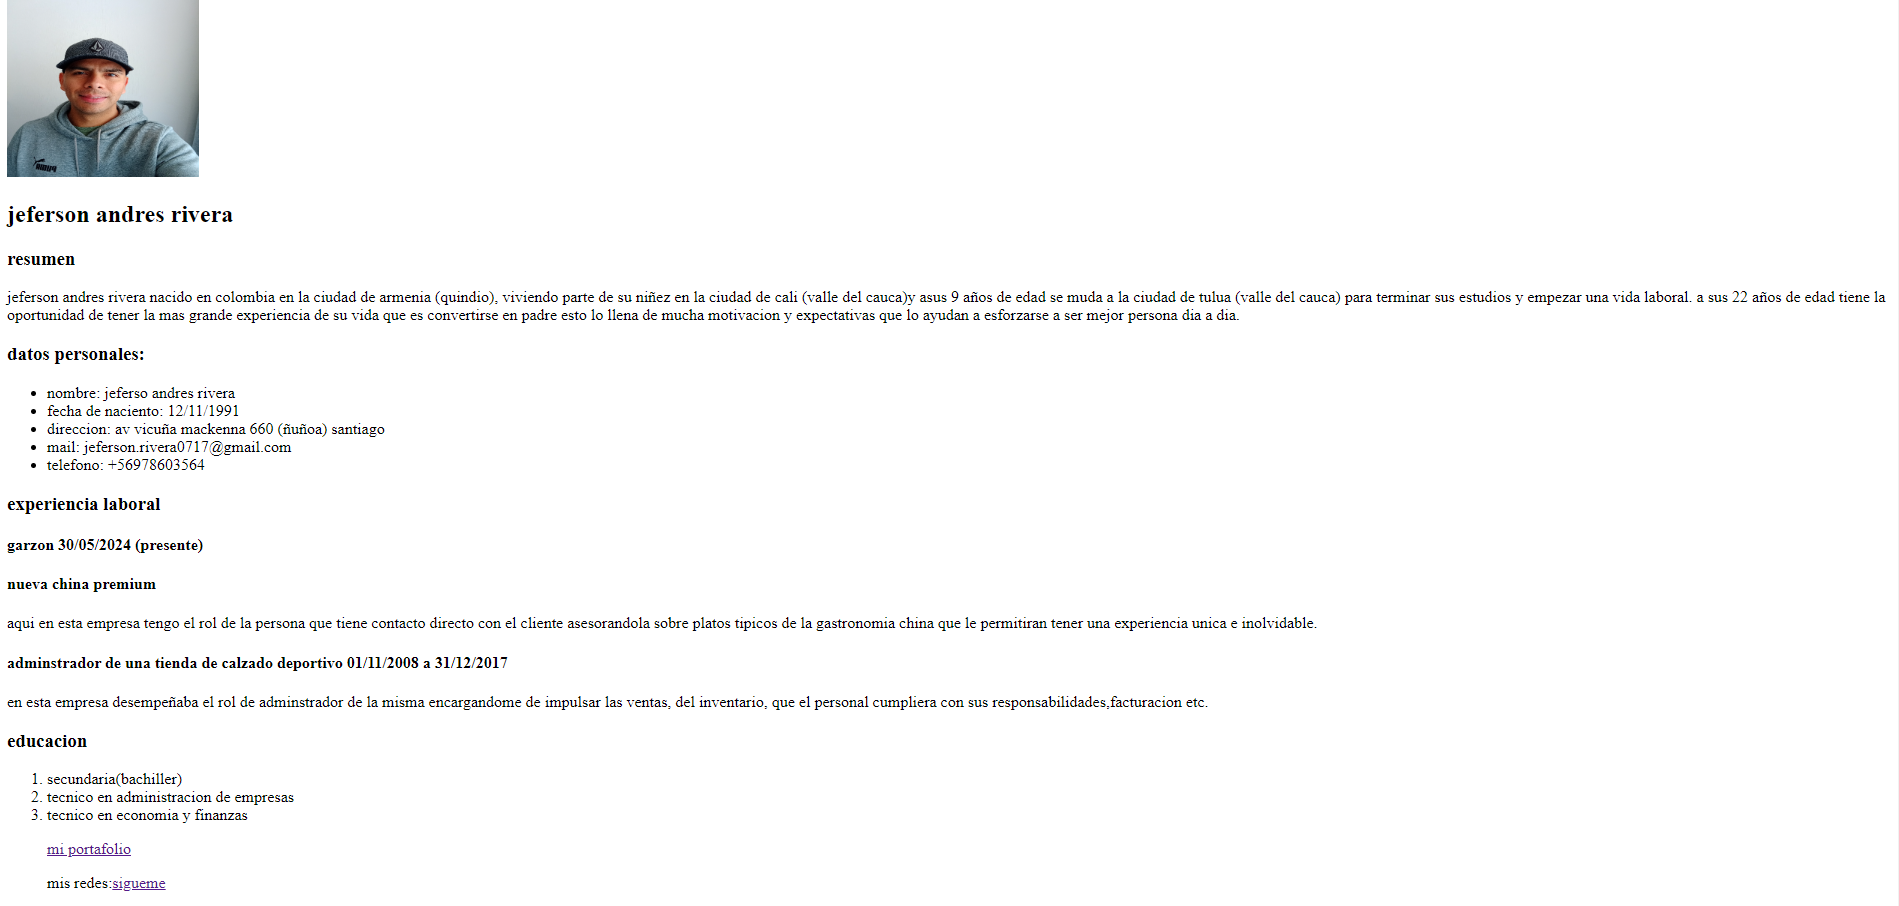 jeferson andres rivera
resumen
jeferson andres rivera nacido en colombia en la ciudad de armenia (quindio), viviendo parte de su niñez en la ciudad de cali (valle del cauca)y asus 9 años de edad se muda a la ciudad de tulua (valle del cauca) para terminar sus estudios y empezar una vida laboral. a sus 22 años de edad tiene la
oportunidad de tener la mas grande experiencia de su vida que es convertirse en padre esto lo llena de mucha motivacion y expectativas que lo ayudan a esforzarse a ser mejor persona dia a dia.
datos personales:
• nombre: jeferso andres rivera
• fecha de naciento: 12/11/1991
• direccion: av vicuña mackenna 660 (ñuñoa) santiago
• mail: jeferson.rivera0717@gmail.com
• telefono: +56978603564
experiencia laboral
garzon 30/05/2024 (presente)
nueva china premium
aqui en esta empresa tengo el rol de la persona que tiene contacto directo con el cliente asesorandola sobre platos tipicos de la gastronomia china que le permitiran tener una experiencia unica e inolvidable.
adminstrador de una tienda de calzado deportivo 01/11/2008 a 31/12/2017
en esta empresa desempeñaba el rol de adminstrador de la misma encargandome de impulsar las ventas, del inventario, que el personal cumpliera con sus responsabilidades,facturacion etc.
educacion
1. secundaria(bachiller)
2. tecnico en administracion de empresas
3. tecnico en economia y finanzas
mi portafolio
mis redes:sigueme